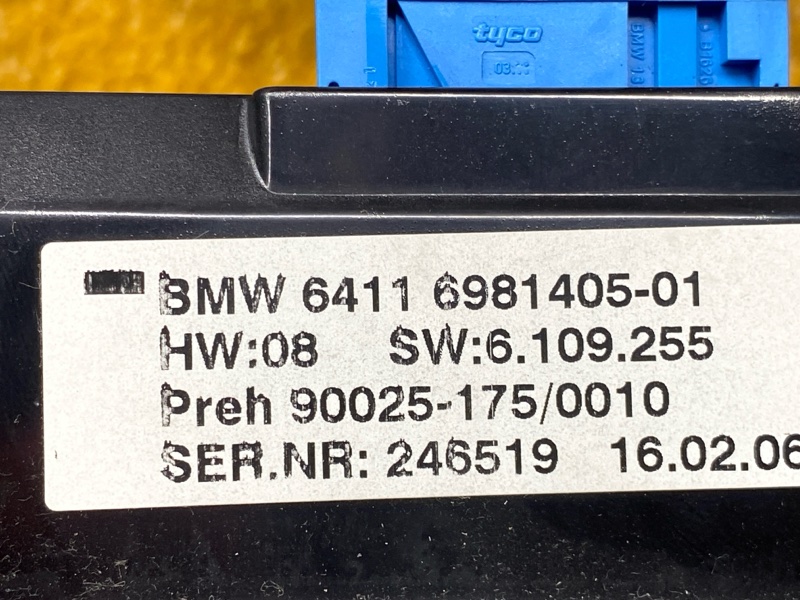 tyco
03
BMW 6411 6981405-01
HW:08 SW:6.109.255
Preh 90025-175/0010
SER.NR: 246519 16.02.06